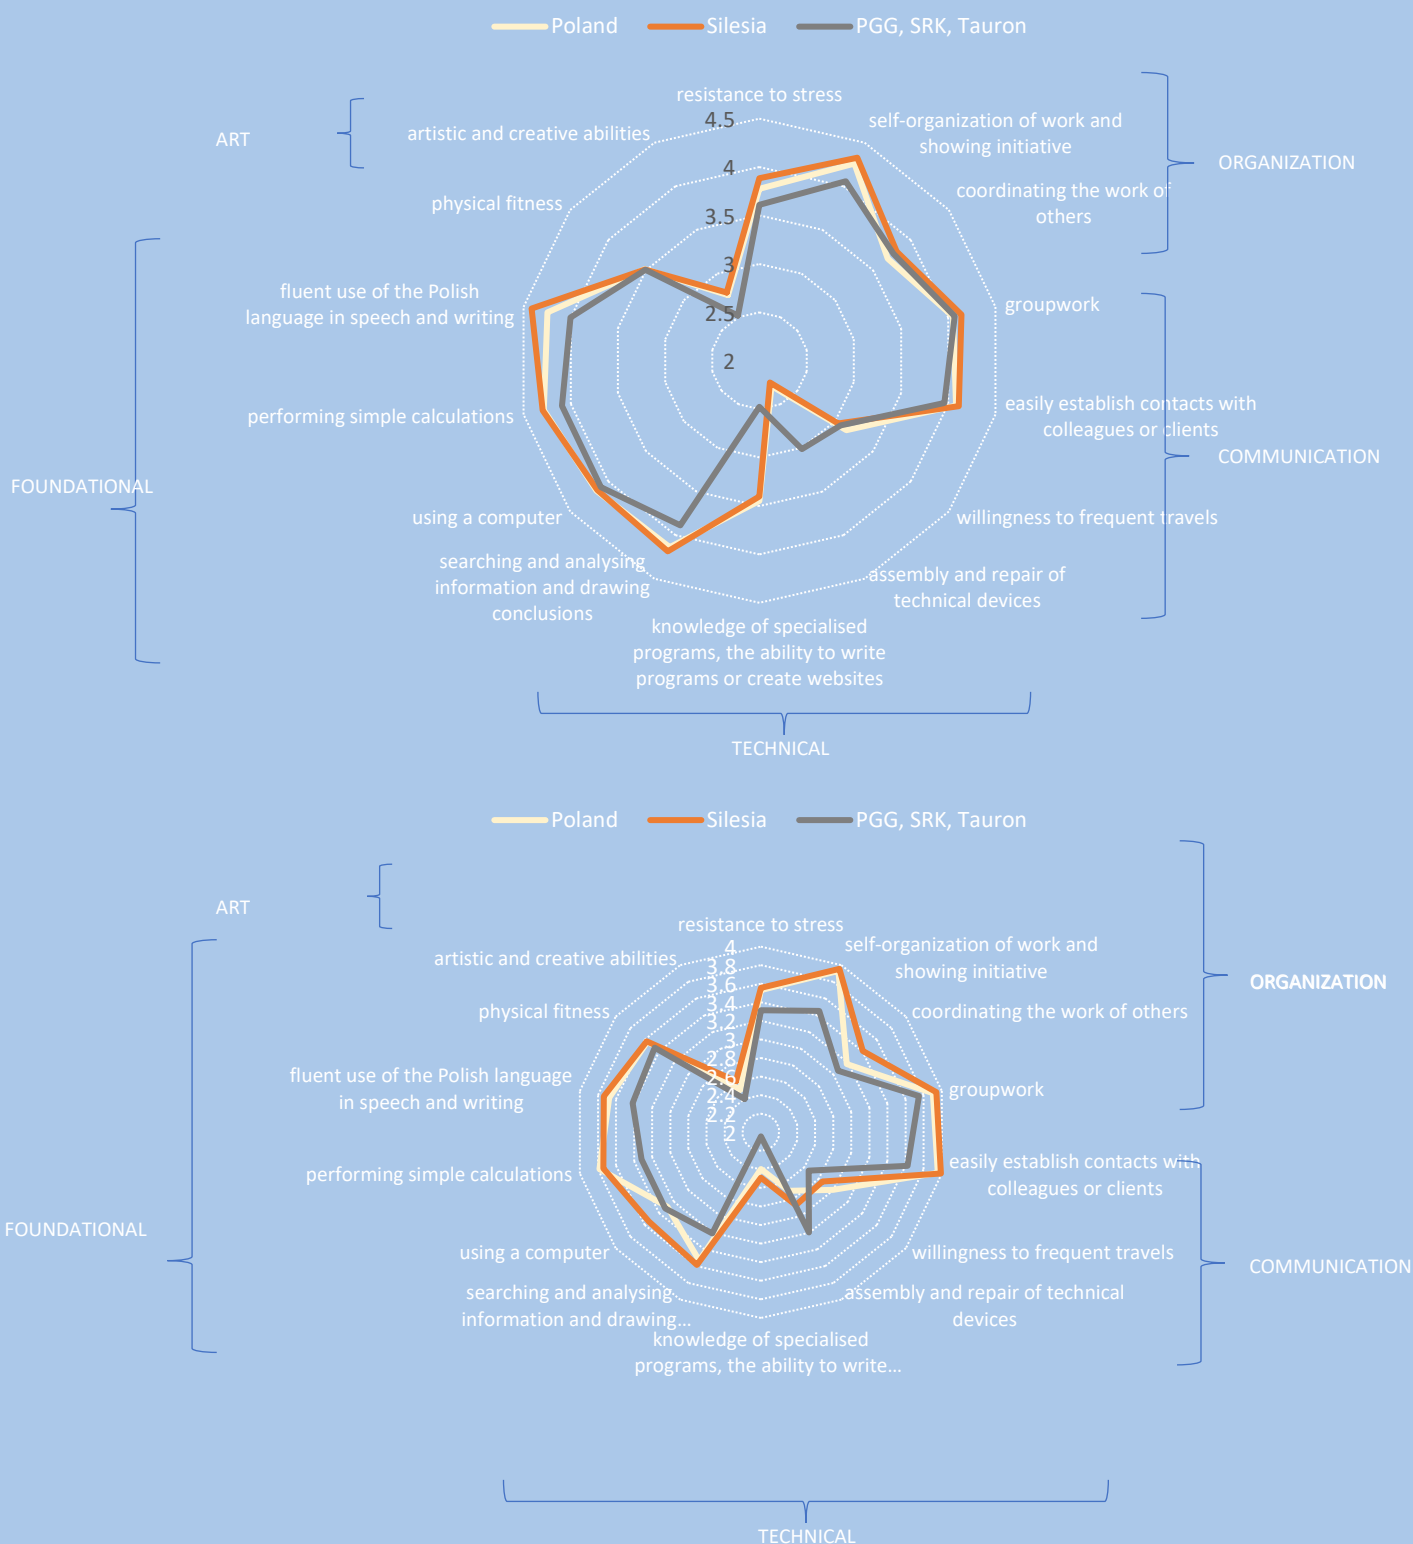 Poland
Silesia
PGG, SRK, Tauron
resistance to stress
4.5
4
3.5
3
2.5
2
self-organization of work and
showing initiative
coordinating the work of
others
groupwork
easily establish contacts with
colleagues or clients
willingness to frequent travels
assembly and repair of
technical devices
knowledge of specialised
programs, the ability to write
programs or create websites
searching and analysing
information and drawing
conclusions
using a computer
performing simple calculations
fluent use of the Polish
language in speech and writing
physical fitness
artistic and creative abilities
ART
ORGANIZATION
COMMUNICATION
FOUNDATIONAL
TECHNICAL
Poland
Silesia
PGG, SRK, Tauron
resistance to stress
4
3.8
3.6
3.4
3.2
3
2.8
2.6
2.4
2.2
2
self-organization of work and
showing initiative
coordinating the work of others
groupwork
easily establish contacts with
colleagues or clients
willingness to frequent travels
assembly and repair of technical
devices
knowledge of specialised
programs, the ability to write...
searching and analysing
information and drawing...
using a computer
performing simple calculations
fluent use of the Polish language
in speech and writing
physical fitness
artistic and creative abilities
ART
ORGANIZATION
COMMUNICATION
FOUNDATIONAL
TECHNICAL